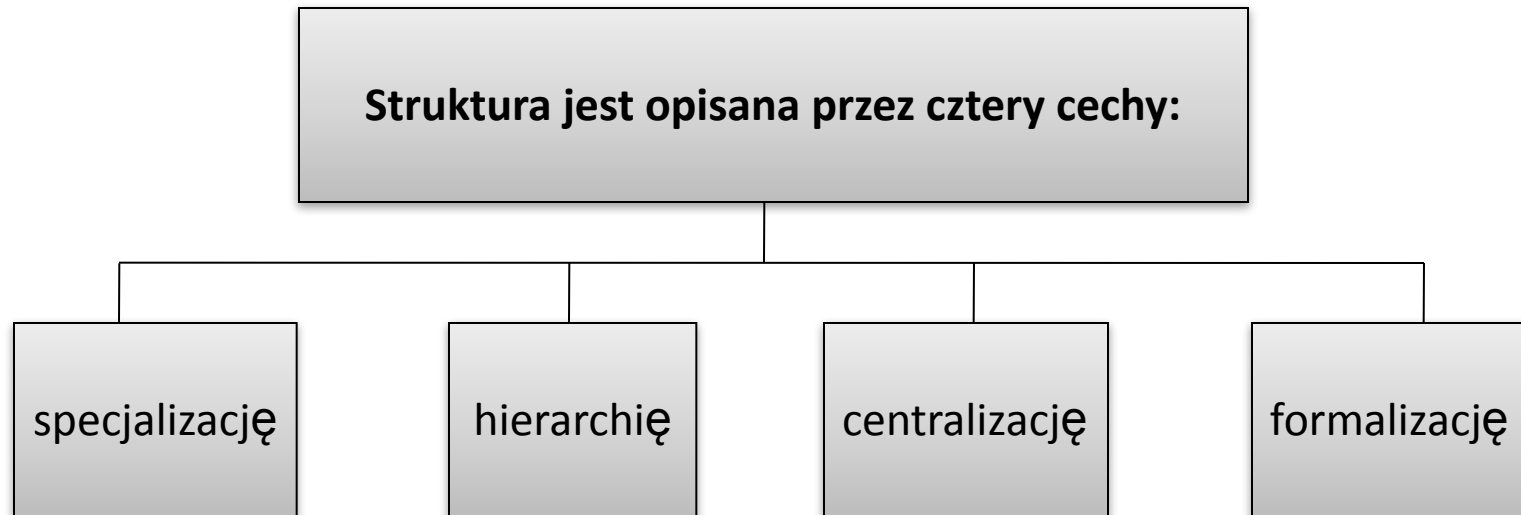 Struktura jest opisana przez cztery cechy:
specjalizację
hierarchię
centralizację
formalizację